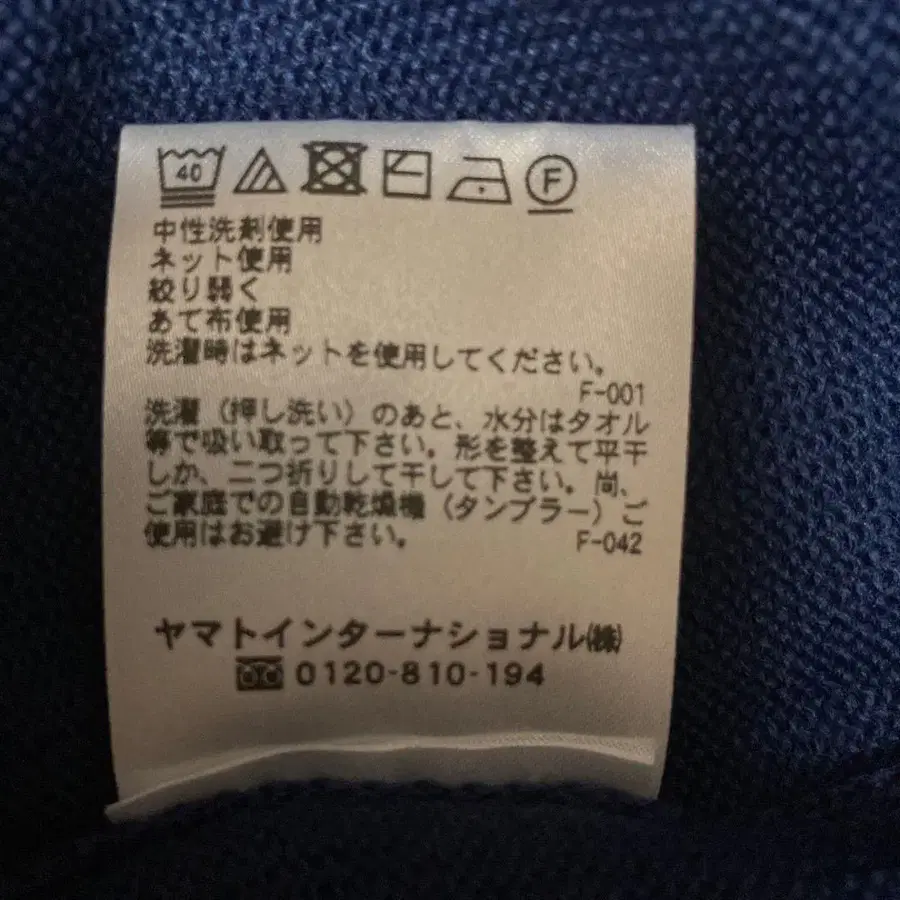 40 F
中性洗剤使用
ネット使用
絞り弱く
あて布使用
洗濯時はネットを使用してください。
F-001
洗濯（押し洗い）のあと、水分はタオル
等で吸い取って下さい。形を整えて平干
しか、二つ折りして干して下さい。尚、
ご家庭での自動乾燥機（タンブラー）ご
使用はお避け下さい。
F-042
ヤマトインターナショナル㈱
0120-810-194